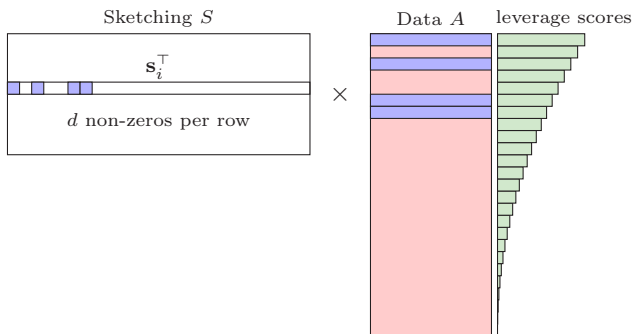 Sketching S
Data A
leverage scores
s_i^⊤
×
d non-zeros per row